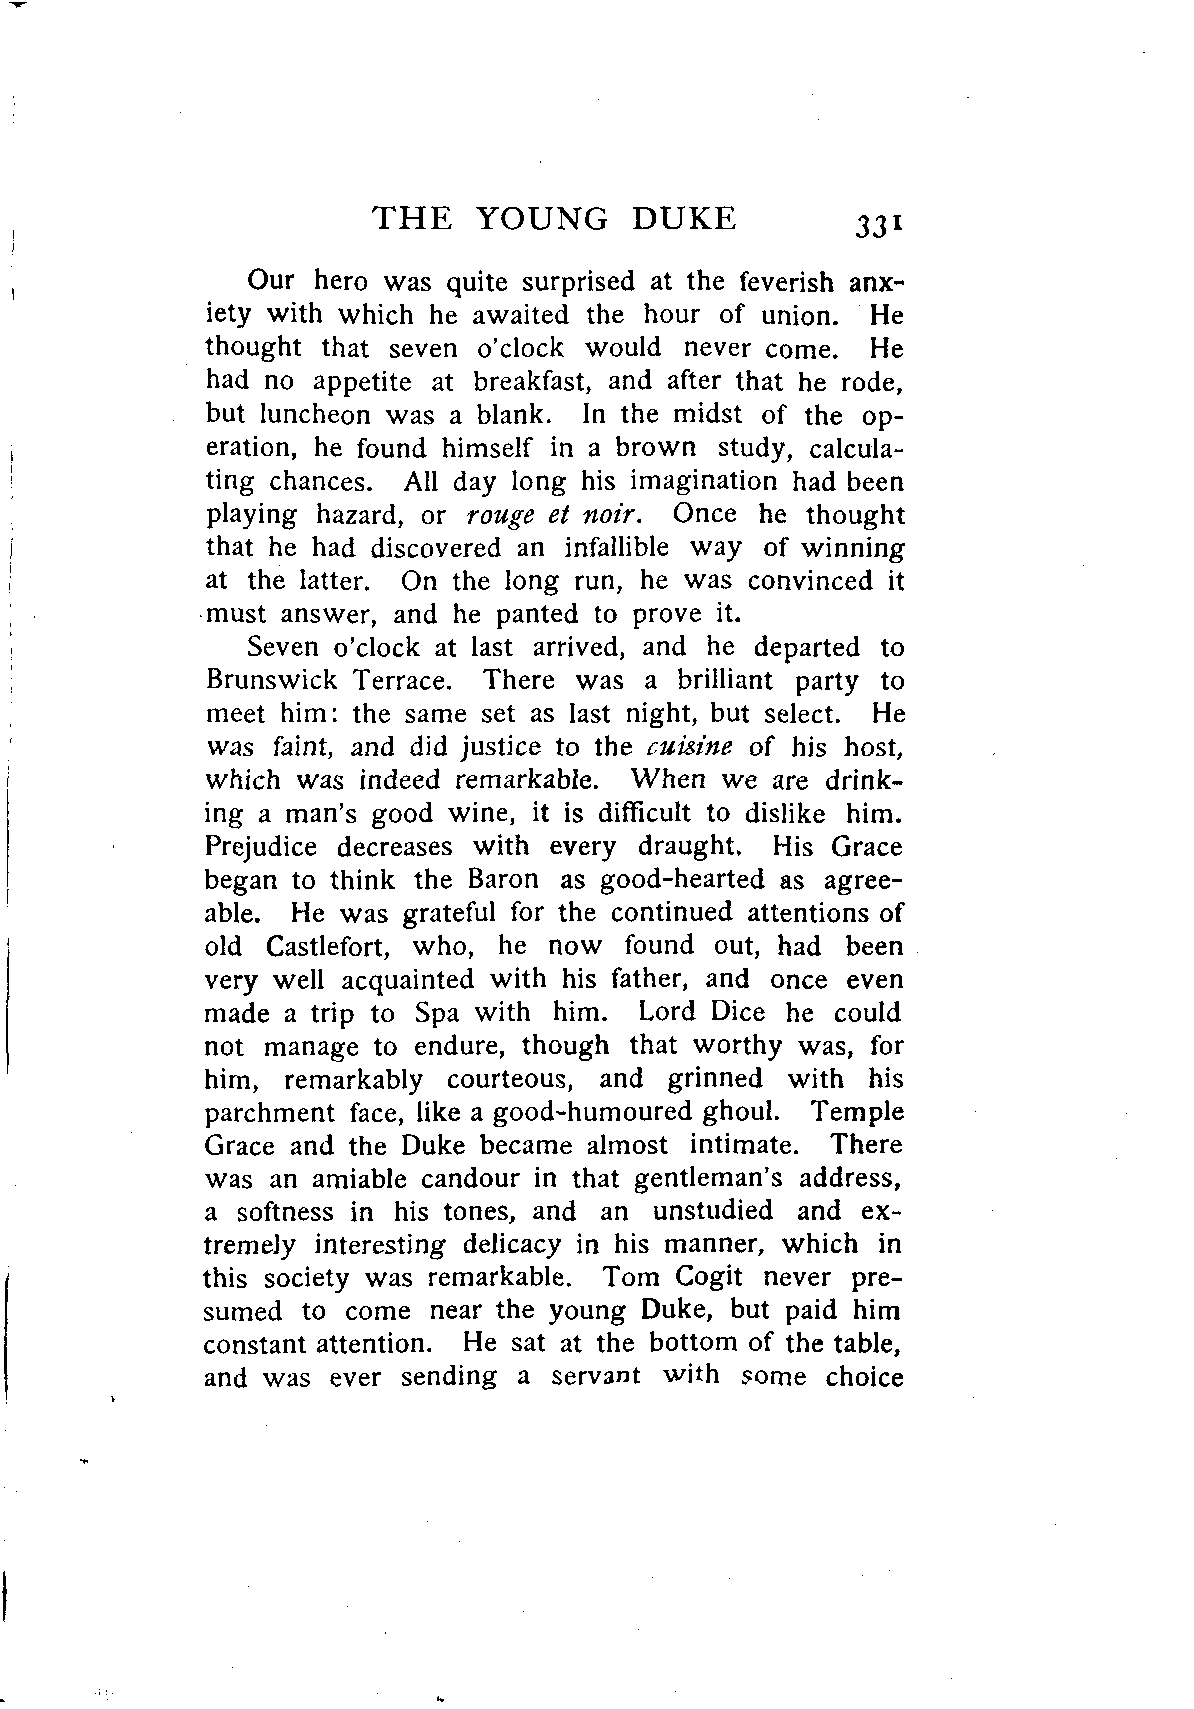 THE YOUNG DUKE 331
Our hero was quite surprised at the feverish anx-
iety with which he awaited the hour of union. He
thought that seven o'clock would never come. He
had no appetite at breakfast, and after that he rode,
but luncheon was a blank. In the midst of the op-
eration, he found himself in a brown study, calcula-
ting chances. All day long his imagination had been
playing hazard, or rouge et noir. Once he thought
that he had discovered an infallible way of winning
at the latter. On the long run, he was convinced it
must answer, and he panted to prove it.
Seven o'clock at last arrived, and he departed to
Brunswick Terrace. There was a brilliant party to
meet him: the same set as last night, but select. He
was faint, and did justice to the cuisine of his host,
which was indeed remarkable. When we are drink-
ing a man's good wine, it is difficult to dislike him.
Prejudice decreases with every draught. His Grace
began to think the Baron as good-hearted as agree-
able. He was grateful for the continued attentions of
old Castlefort, who, he now found out, had been
very well acquainted with his father, and once even
made a trip to Spa with him. Lord Dice he could
not manage to endure, though that worthy was, for
him, remarkably courteous, and grinned with his
parchment face, like a good-humoured ghoul. Temple
Grace and the Duke became almost intimate. There
was an amiable candour in that gentleman's address,
a softness in his tones, and an unstudied and ex-
tremely interesting delicacy in his manner, which in
this society was remarkable. Tom Cogit never pre-
sumed to come near the young Duke, but paid him
constant attention. He sat at the bottom of the table,
and was ever sending a servant with some choice